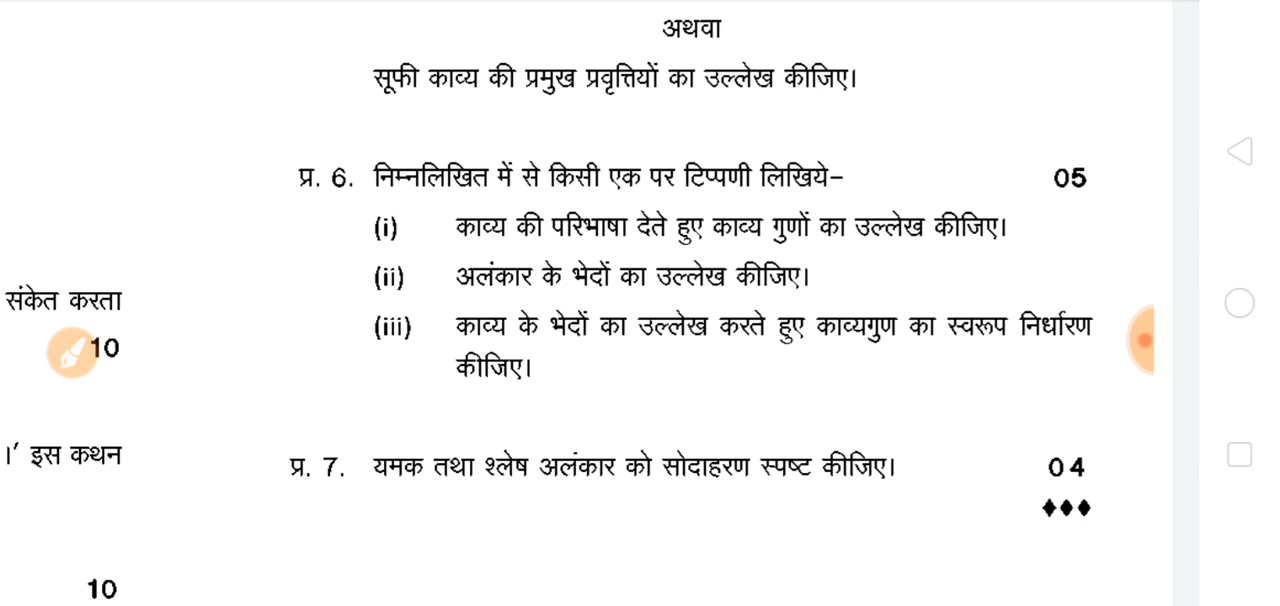 अथवा
सूफी काव्य की प्रमुख प्रवृत्तियों का उल्लेख कीजिए।
प्र. 6. निम्नलिखित में से किसी एक पर टिप्पणी लिखिये– 05
(i) काव्य की परिभाषा देते हुए काव्य गुणों का उल्लेख कीजिए।
(ii) अलंकार के भेदों का उल्लेख कीजिए।
संकेत करता
(iii) काव्य के भेदों का उल्लेख करते हुए काव्यगुण का स्वरूप निर्धारण
10
कीजिए।
।’ इस कथन
प्र. 7. यमक तथा श्लेष अलंकार को सोदाहरण स्पष्ट कीजिए। 04
♦♦♦
10